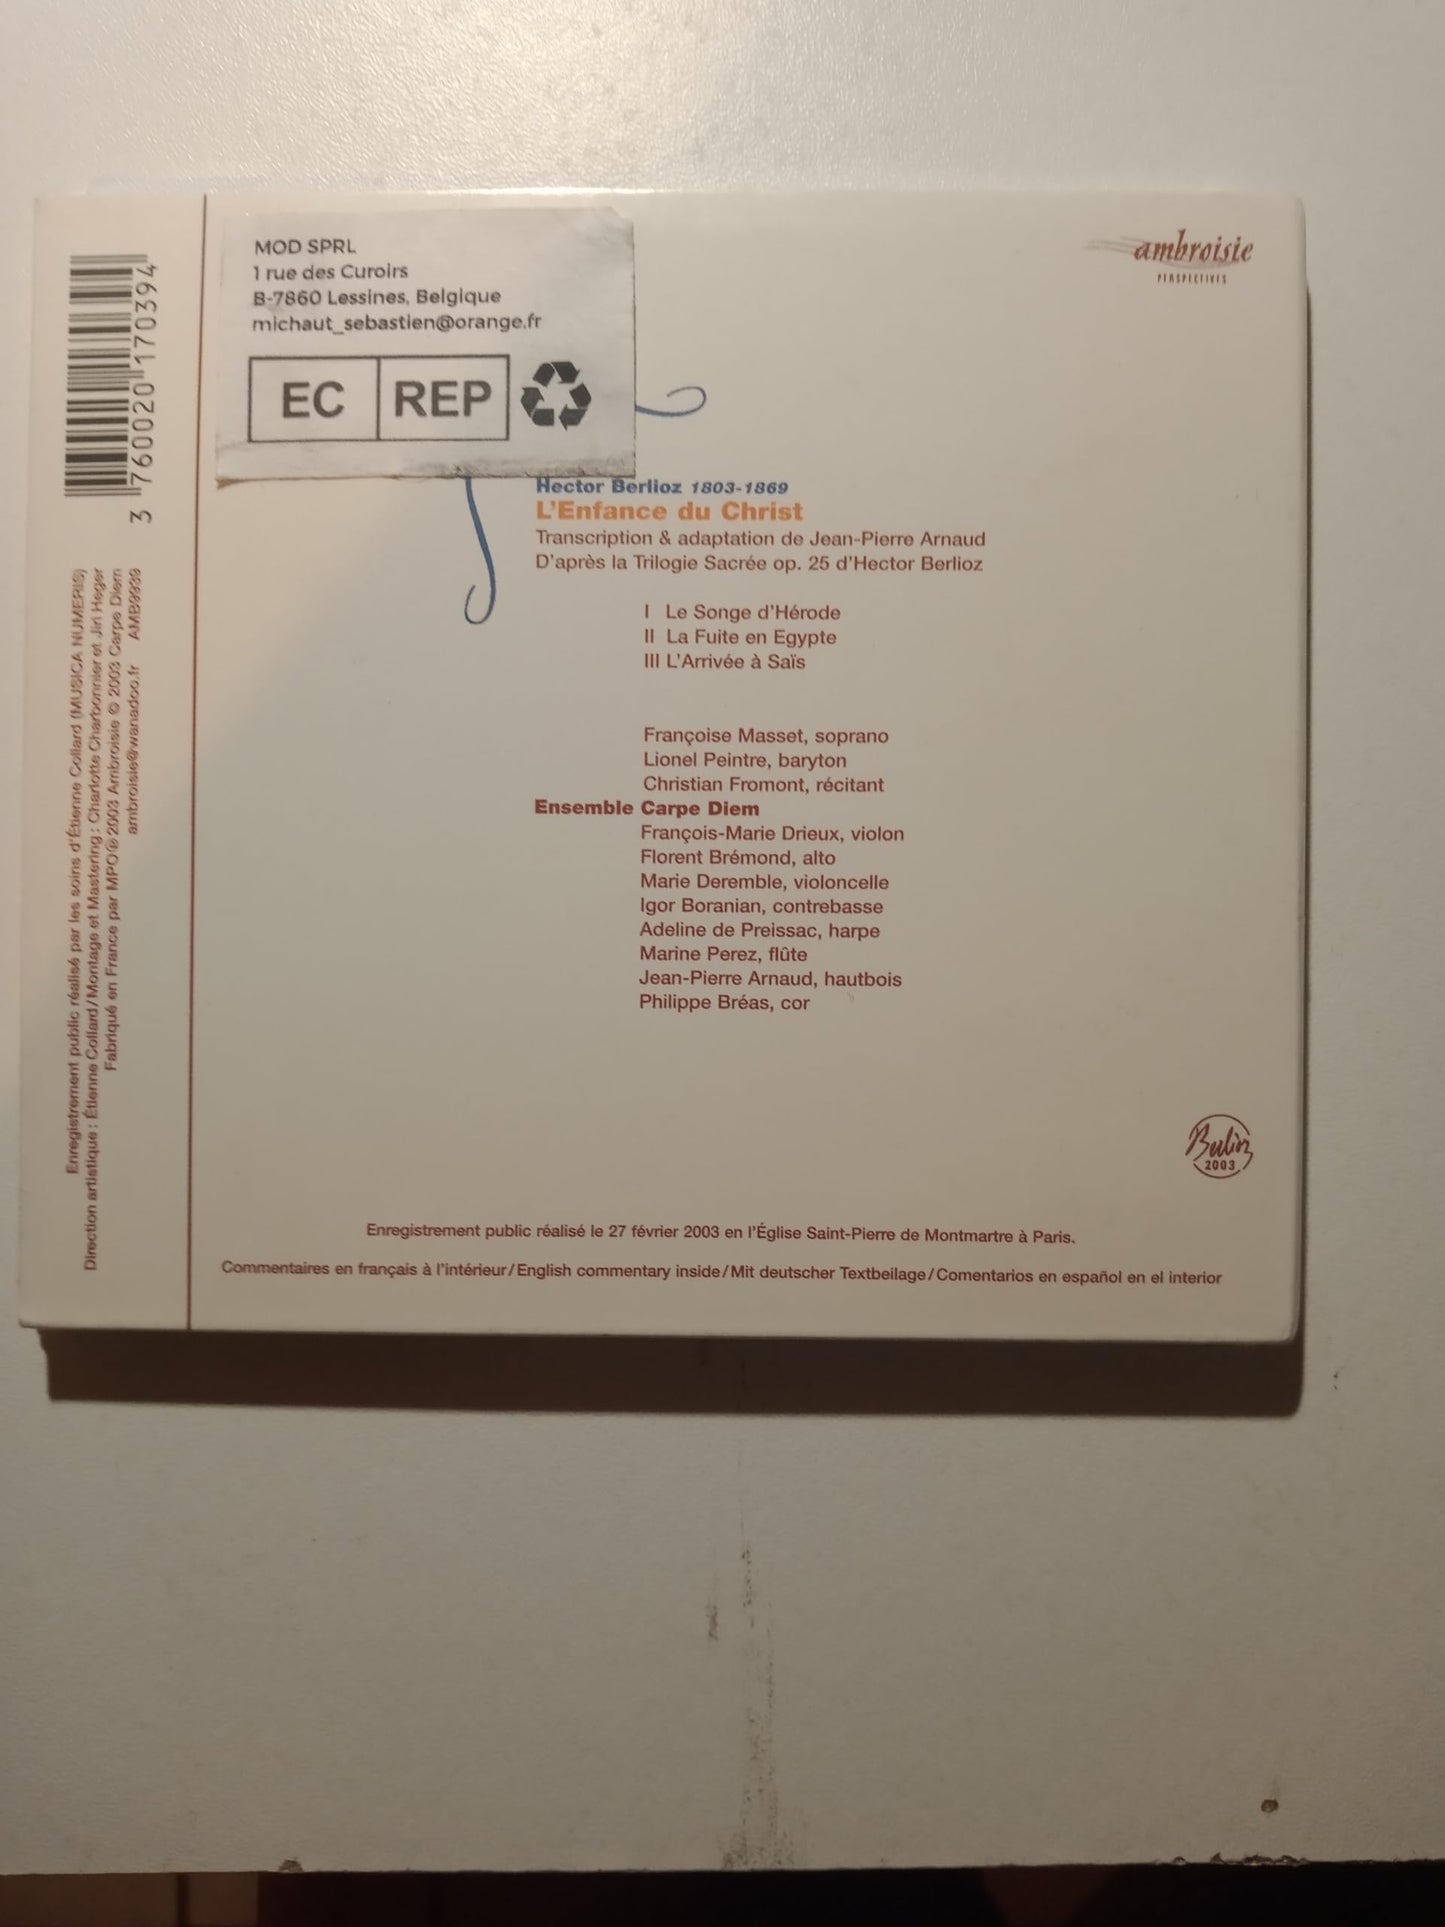 MOD SPRL
1 rue des Curoirs
B-7860 Lessines, Belgique
michaut_sebastien@orange.fr
EC REP
ambroisie
PERSPECTIVES
Hector Berlioz 1803-1869
L'Enfance du Christ
Transcription & adaptation de Jean-Pierre Arnaud
D'après la Trilogie Sacrée op. 25 d'Hector Berlioz
I Le Songe d'Hérode
II La Fuite en Egypte
III L'Arrivée à Saïs
Françoise Masset, soprano
Lionel Peintre, baryton
Christian Fromont, récitant
Ensemble Carpe Diem
François-Marie Drieux, violon
Florent Brémond, alto
Marie Deremble, violoncelle
Igor Boranian, contrebasse
Adeline de Preissac, harpe
Marine Perez, flûte
Jean-Pierre Arnaud, hautbois
Philippe Bréas, cor
Berlioz
2003
Enregistrement public réalisé le 27 février 2003 en l'Église Saint-Pierre de Montmartre à Paris.
Commentaires en français à l'intérieur/English commentary inside/Mit deutscher Textbeilage/Comentarios en español en el interior
3 760020 170394
Enregistrement public réalisé par les soins d'Étienne Collard (MUSICA NUMERIS)
Direction artistique : Étienne Collard/Montage et Mastering : Charlotte Charbonnier et Jiri Heger
Fabriqué en France par MPO ℗ 2003 Ambroisie © 2003 Carpe Diem
ambroisie@wanadoo.fr AMB9939